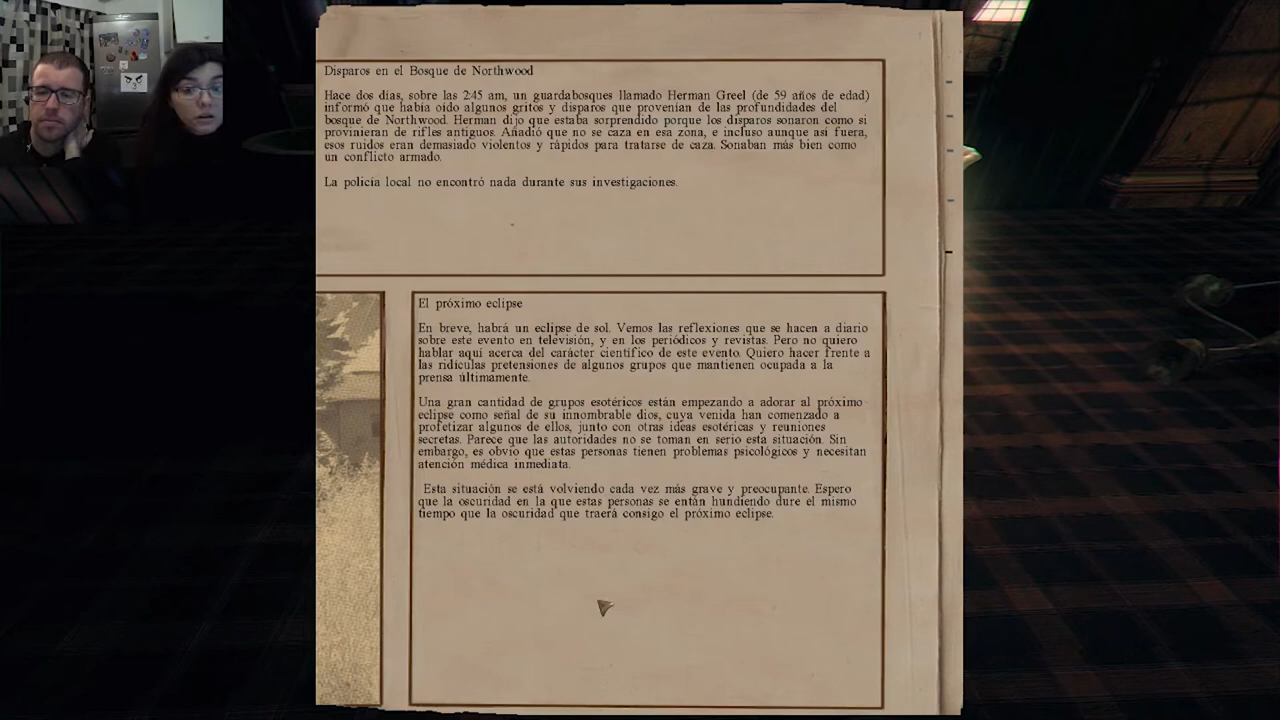 Disparos en el Bosque de Northwood
Hace dos días, sobre las 2:45 am, un guardabosques llamado Herman Greel (de 59 años de edad)
informó que había oído algunos gritos y disparos que provenían de las profundidades del
bosque de Northwood. Herman dijo que estaba sorprendido porque los disparos sonaron como si
provinieran de rifles antiguos. Añadió que no se caza en esa zona, e incluso aunque así fuera,
esos ruidos eran demasiado violentos y rápidos para tratarse de caza. Sonaban más bien como
un conflicto armado.
La policía local no encontró nada durante sus investigaciones.
El próximo eclipse
En breve, habrá un eclipse de sol. Vemos las reflexiones que se hacen a diario
sobre este evento en televisión, y en los periódicos y revistas. Pero no quiero
hablar aquí acerca del carácter científico de este evento. Quiero hacer frente a
las ridículas pretensiones de algunos grupos que mantienen ocupada a la
prensa últimamente.
Una gran cantidad de grupos esotéricos están empezando a adorar al próximo
eclipse como señal de su innombrable dios, cuya venida han comenzado a
profetizar algunos de ellos, junto con otras ideas esotéricas y reuniones
secretas. Parece que las autoridades no se toman en serio esta situación. Sin
embargo, es obvio que estas personas tienen problemas psicológicos y necesitan
atención médica inmediata.
Esta situación se está volviendo cada vez más grave y preocupante. Espero
que la oscuridad en la que estas personas se entán hundiendo dure el mismo
tiempo que la oscuridad que traerá consigo el próximo eclipse.